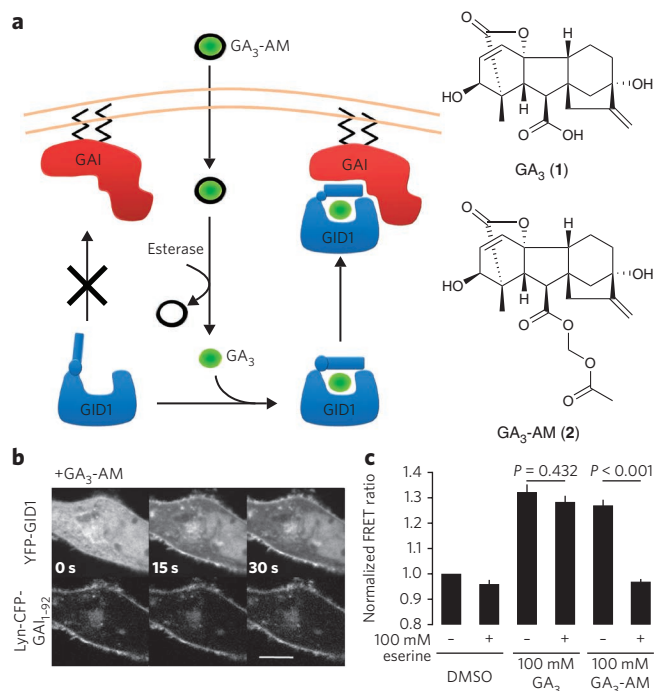 a
GA3-AM
GAI
GAI
GID1
Esterase
GA3
GID1
GID1
O
O
H
HO
OH
H
O
OH
GA3 (1)
O
O
H
HO
OH
H
O
O
O
O
GA3-AM (2)
b
+GA3-AM
YFP-GID1
0 s
15 s
30 s
Lyn-CFP-
GAI1–92
c
P = 0.432
P < 0.001
Normalized FRET ratio
1.4
1.3
1.2
1.1
1.0
0.9
0.8
100 mM
eserine
– + – + – +
DMSO
100 mM
GA3
100 mM
GA3-AM